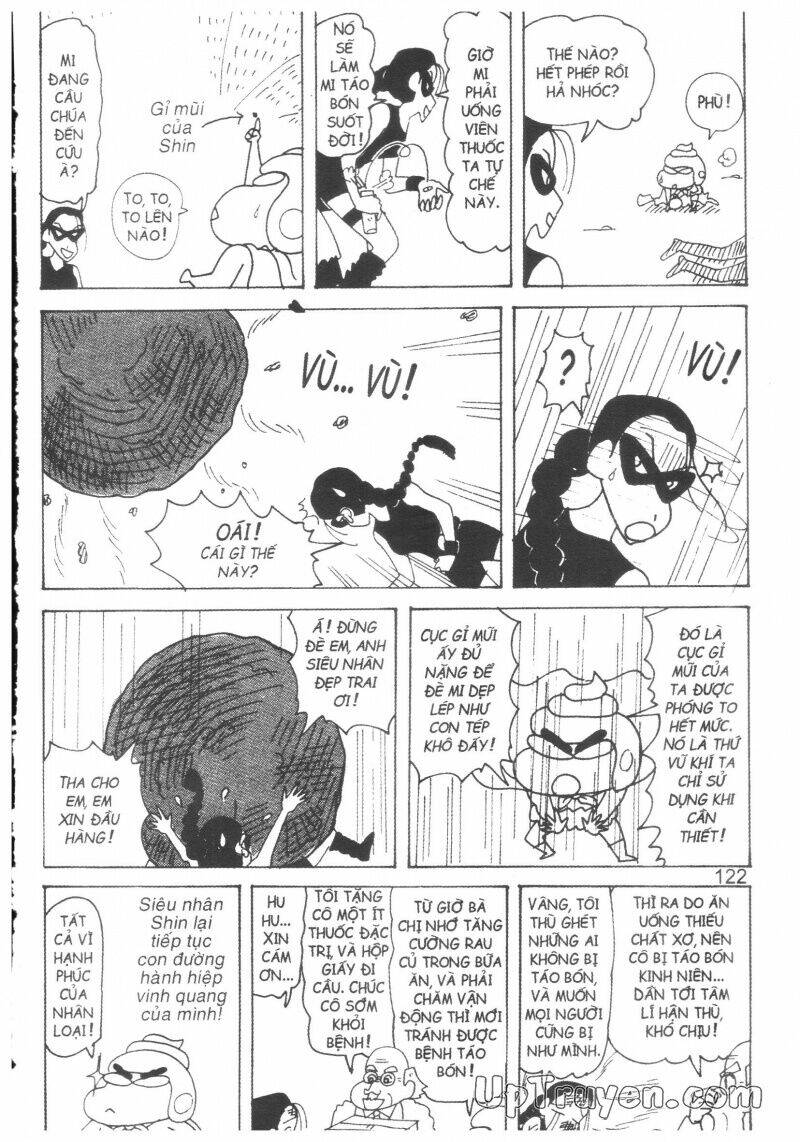 THẾ NÀO?
HẾT PHÉP RỒI
HẢ NHÓC?
PHÙ!
GIỜ
MI
PHẢI
UỐNG
VIÊN
THUỐC
TA TỰ
CHẾ
NÀY.
NÓ
SẼ
LÀM
MI TÁO
BÓN
SUỐT
ĐỜI!
Gỉ mũi
của
Shin
TO, TO,
TO LÊN
NÀO!
MI
ĐANG
CẦU
CHÚA
ĐẾN
CỨU
À?
VÙ!
?
VÙ... VÙ!
OÁI!
CÁI GÌ THẾ
NÀY?
ĐÓ LÀ
CỤC GỈ
MŨI CỦA
TA ĐƯỢC
PHÓNG TO
HẾT MỨC.
NÓ LÀ THỨ
VŨ KHÍ TA
CHỈ SỬ
DỤNG KHI
CẦN
THIẾT!
CỤC GỈ MŨI
ẤY ĐỦ
NẶNG ĐỂ
ĐÈ MI DẸP
LÉP NHƯ
CON TÉP
KHÔ ĐẤY!
Ã! ĐỪNG
ĐÈ EM, ANH
SIÊU NHÂN
ĐẸP TRAI
ƠI!
THA CHO
EM, EM
XIN ĐẦU
HÀNG!
122
THÌ RA DO ĂN
UỐNG THIẾU
CHẤT XƠ, NÊN
CÔ BỊ TÁO BÓN
KINH NIÊN...
DẪN TỚI TÂM
LÍ HẬN THÙ,
KHÓ CHỊU!
VÂNG, TÔI
THÙ GHÉT
NHỮNG AI
KHÔNG BỊ
TÁO BÓN,
VÀ MUỐN
MỌI NGƯỜI
CŨNG BỊ
NHƯ MÌNH.
TỪ GIỜ BÀ
CHỊ NHỚ TĂNG
CƯỜNG RAU
CỦ TRONG BỮA
ĂN, VÀ PHẢI
CHĂM VẬN
ĐỘNG THÌ MỚI
TRÁNH ĐƯỢC
BỆNH TÁO
BÓN!
TÔI TẶNG
CÔ MỘT ÍT
THUỐC ĐẶC
TRỊ, VÀ HỘP
GIẤY ĐI
CẦU. CHÚC
CÔ SỚM
KHỎI
BỆNH!
HU
HU...
XIN
CÁM
ƠN...
Siêu nhân
Shin lại
tiếp tục
con đường
hành hiệp
vinh quang
của mình!
TẤT
CẢ VÌ
HẠNH
PHÚC
CỦA
NHÂN
LOẠI!
UpTruyen.com